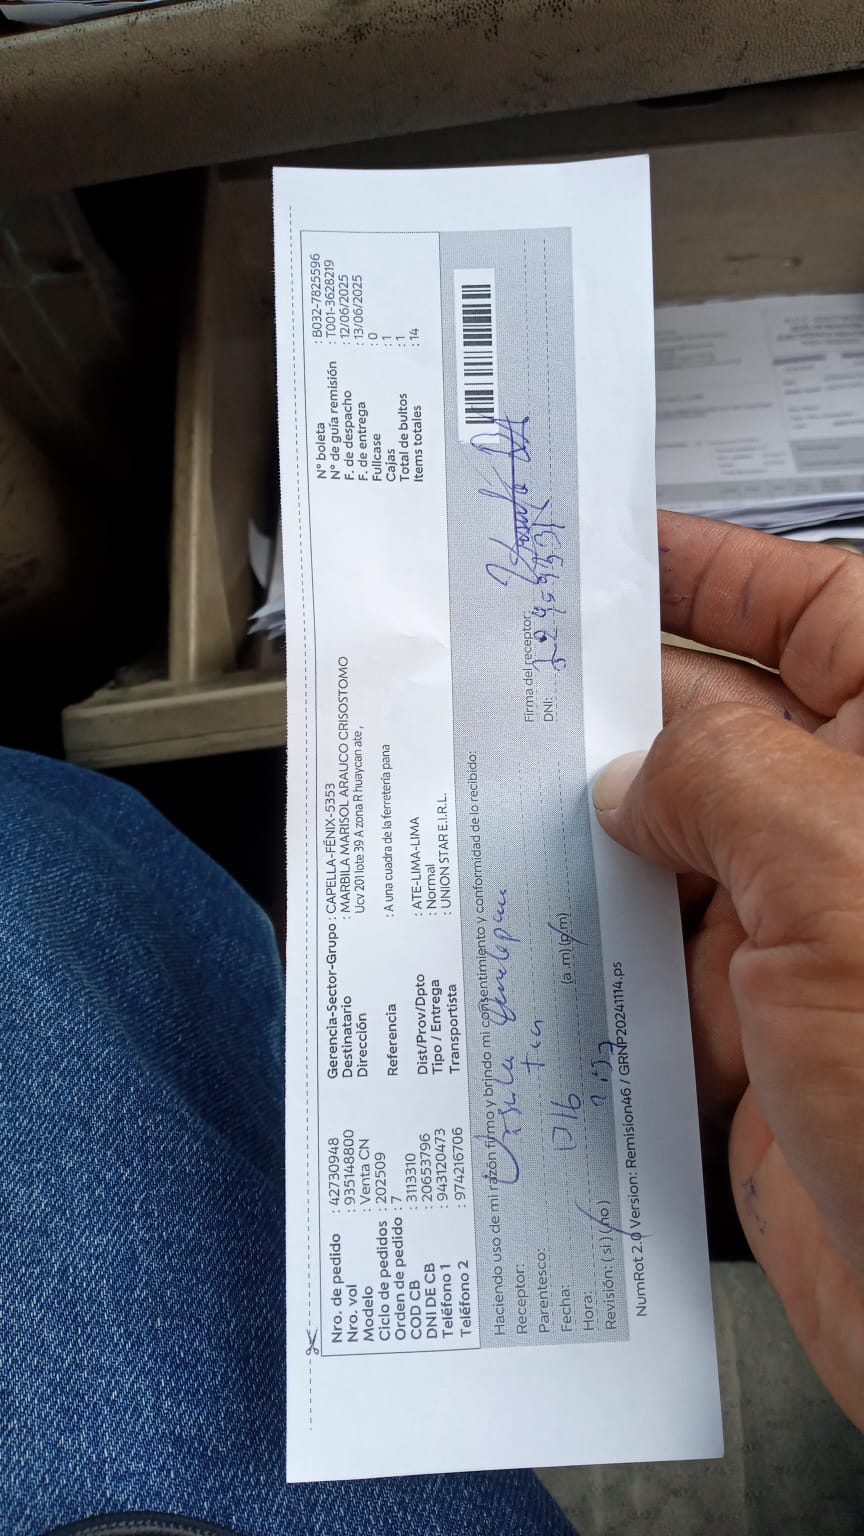 Nro. de pedido : 42730948
Nro. vol : 935148800
Modelo : Venta CN
Ciclo de pedidos : 202509
Orden de pedido : 7
COD CB : 3113310
DNI DE CB : 20653796
Teléfono 1 : 943120473
Teléfono 2 : 974216706
Gerencia-Sector-Grupo : CAPELLA-FÉNIX-5353
Destinatario : MARBILA MARISOL ARAUCO CRISOSTOMO
Dirección Ucv 201 lote 39 A zona R huaycan ate ,
Referencia : A una cuadra de la ferretería pana
Dist/Prov/Dpto : ATE-LIMA-LIMA
Tipo / Entrega : Normal
Transportista : UNION STAR E.I.R.L.
N° boleta : B032-7825596
N° de guía remisión : T001-3628219
F. de despacho : 12/06/2025
F. de entrega : 13/06/2025
Fullcase : 0
Cajas : 1
Total de bultos : 1
Items totales : 14
Haciendo uso de mi razón firmo y brindo mi consentimiento y conformidad de lo recibido:
Receptor:
Parentesco:
Fecha:
Hora: (a.m) (p.m)
Revisión: ( si ) ( no )
Firma del receptor:
DNI:
NumRot 2.0 Version: Remision46 / GRNP20241114.ps